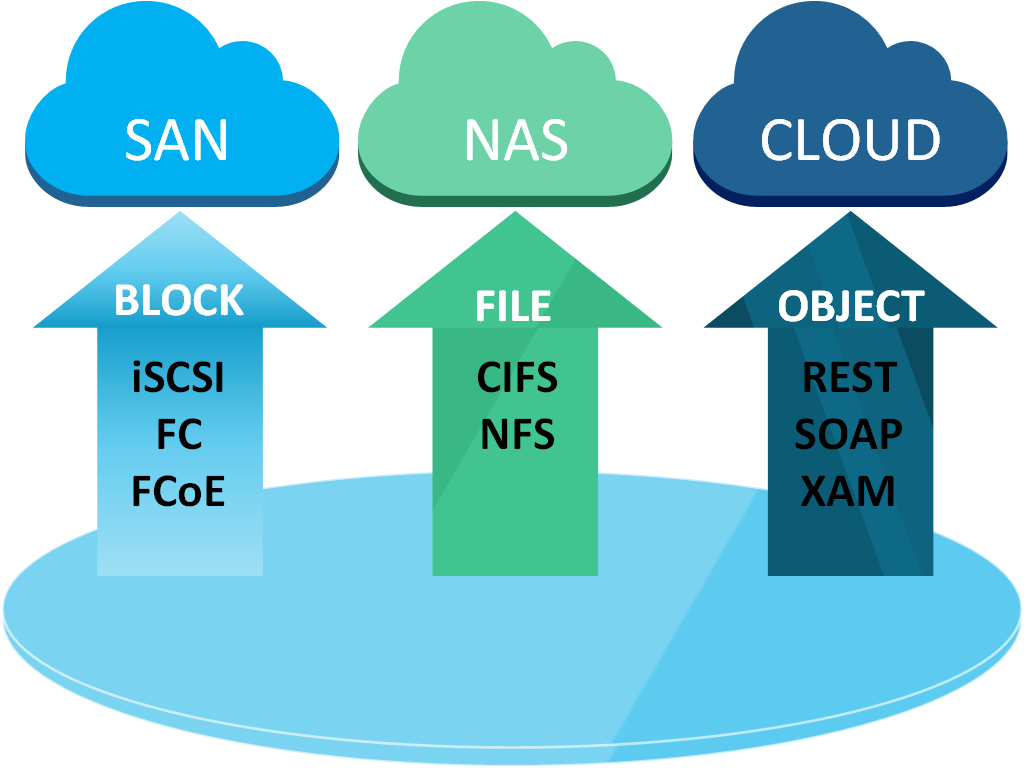 SAN
NAS
CLOUD
BLOCK
iSCSI
FC
FCoE
FILE
CIFS
NFS
OBJECT
REST
SOAP
XAM